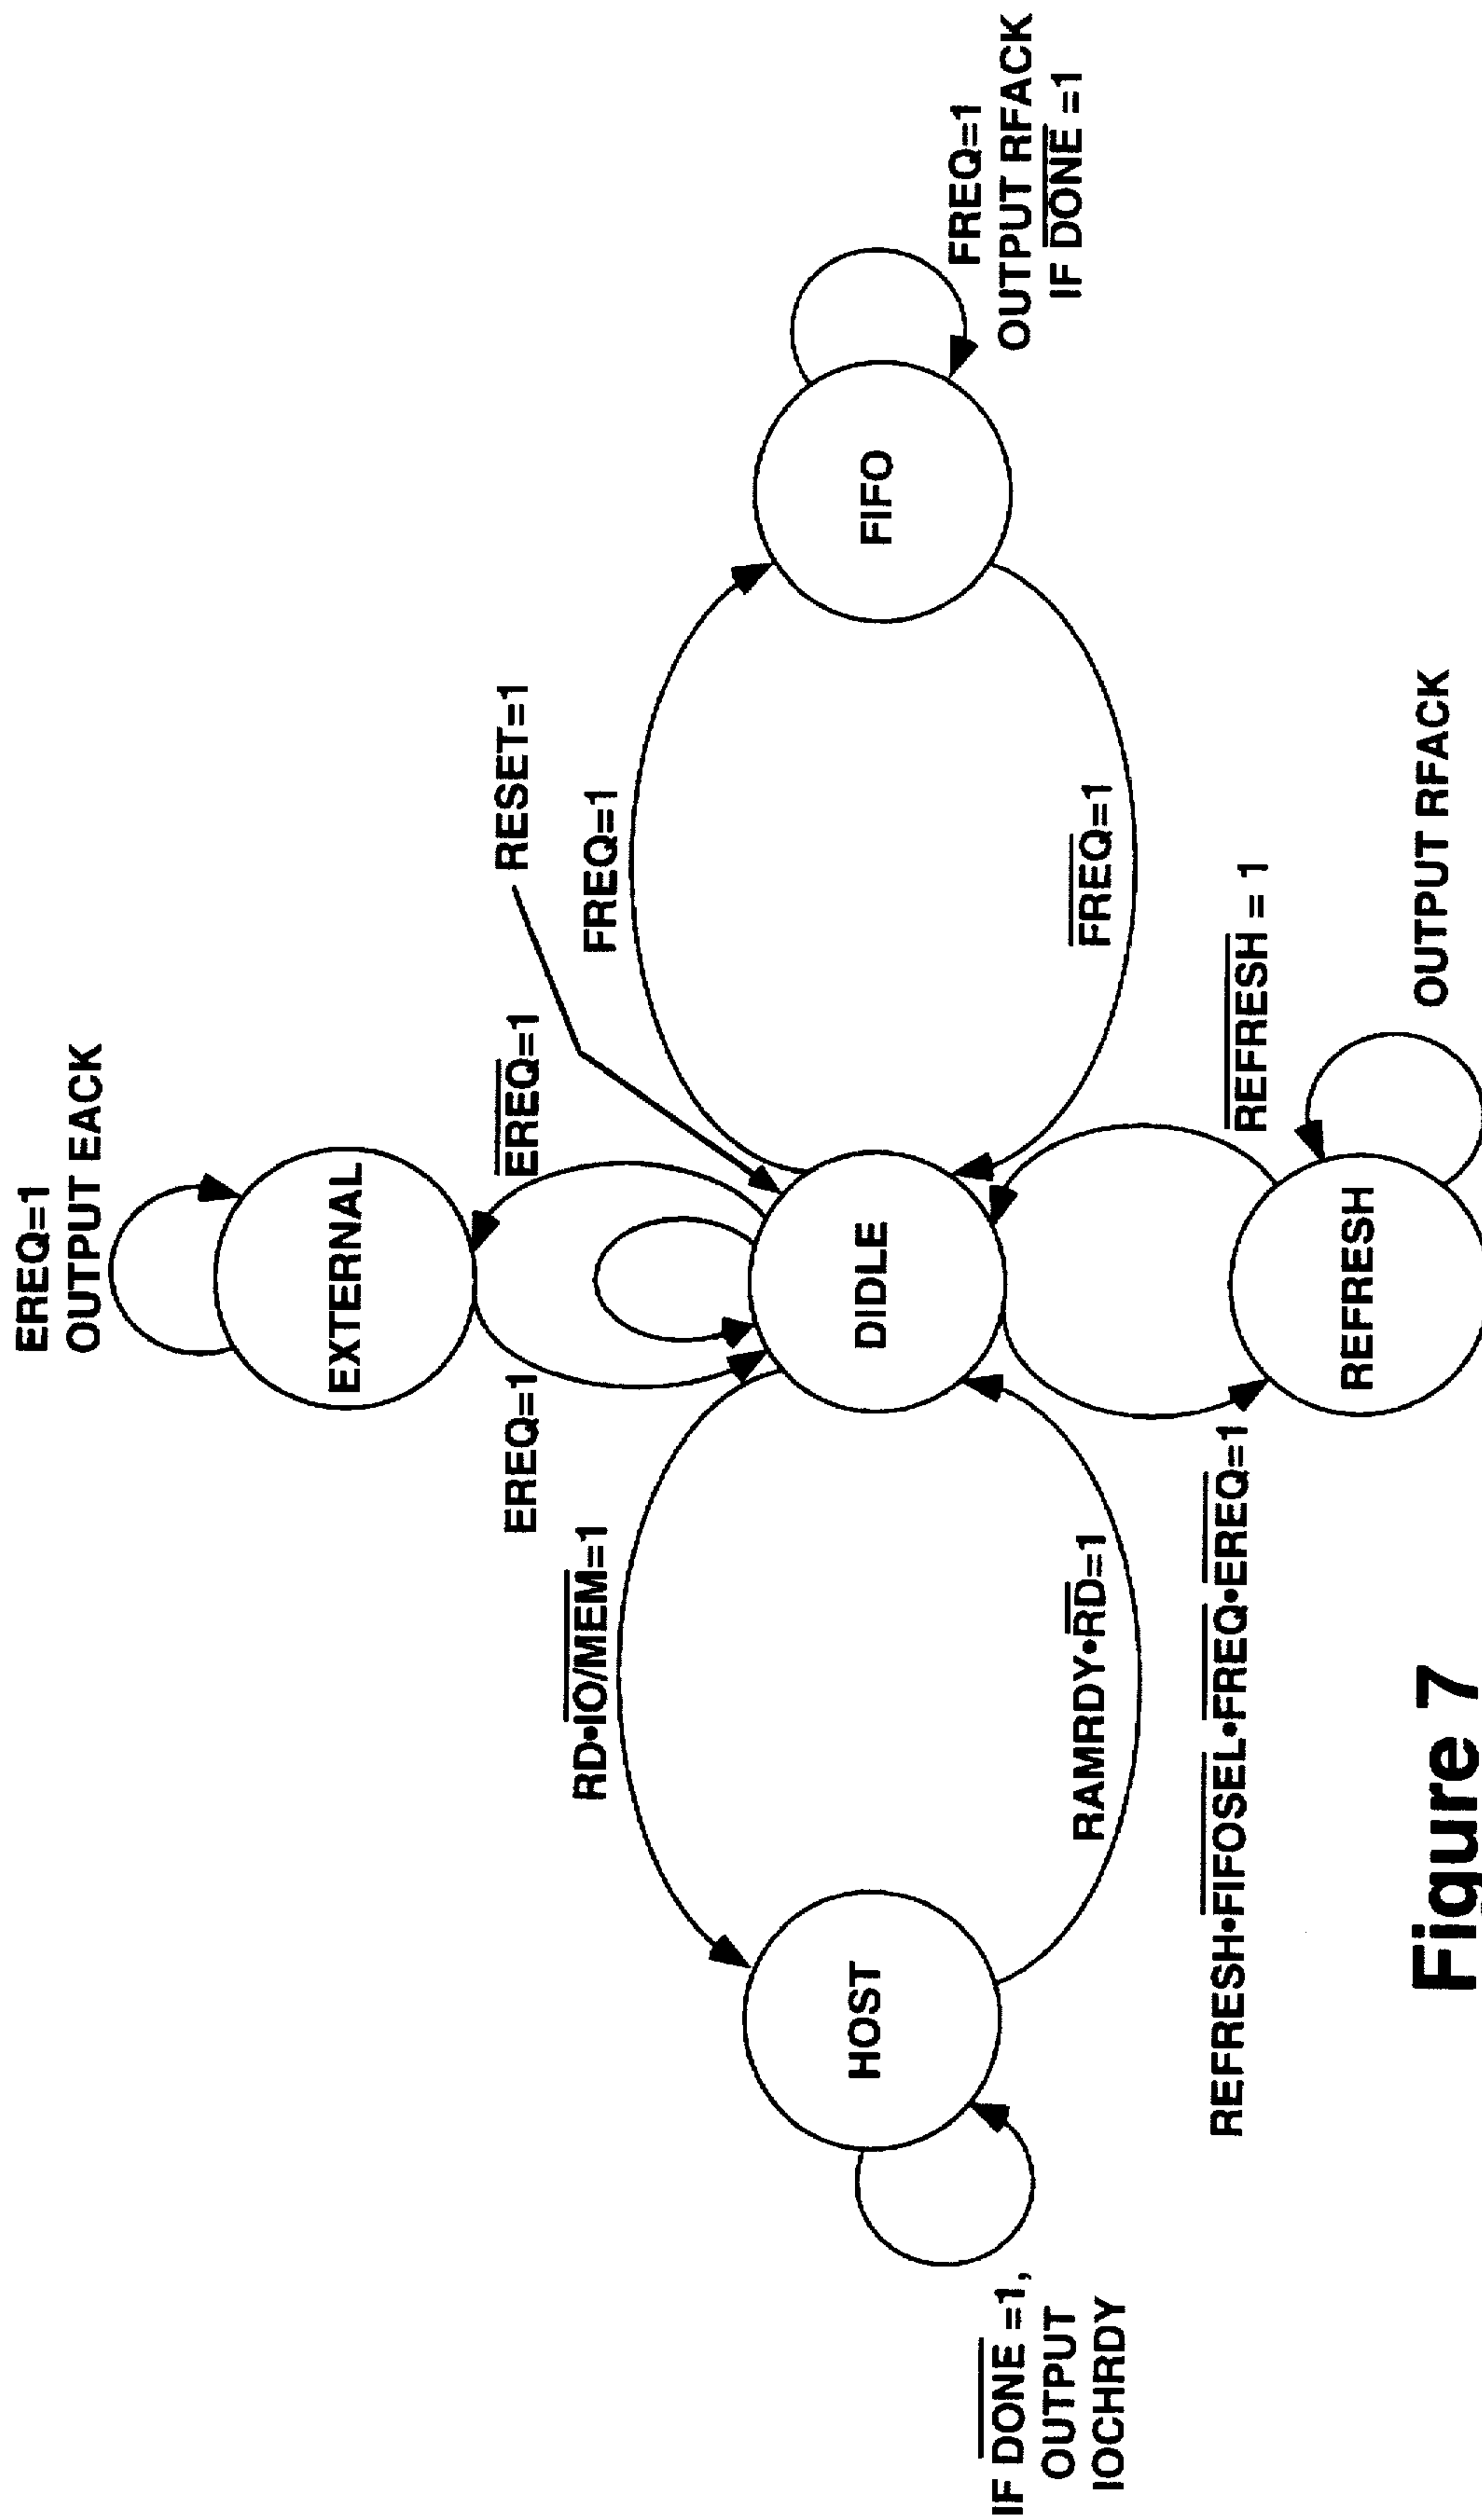 EREQ=1
OUTPUT EACK
EXTERNAL
EREQ=1
EREQ=1
RESET=1
RD•IO/MEM=1
FREQ=1
HOST
DIDLE
FIFO
FREQ=1
OUTPUT RFACK
IF DONE =1
IF DONE =1,
OUTPUT
IOCHRDY
RAMRDY•RD=1
FREQ=1
REFRESH•FIFOSEL•FREQ•EREQ=1
REFRESH = 1
REFRESH
OUTPUT RFACK
Figure 7